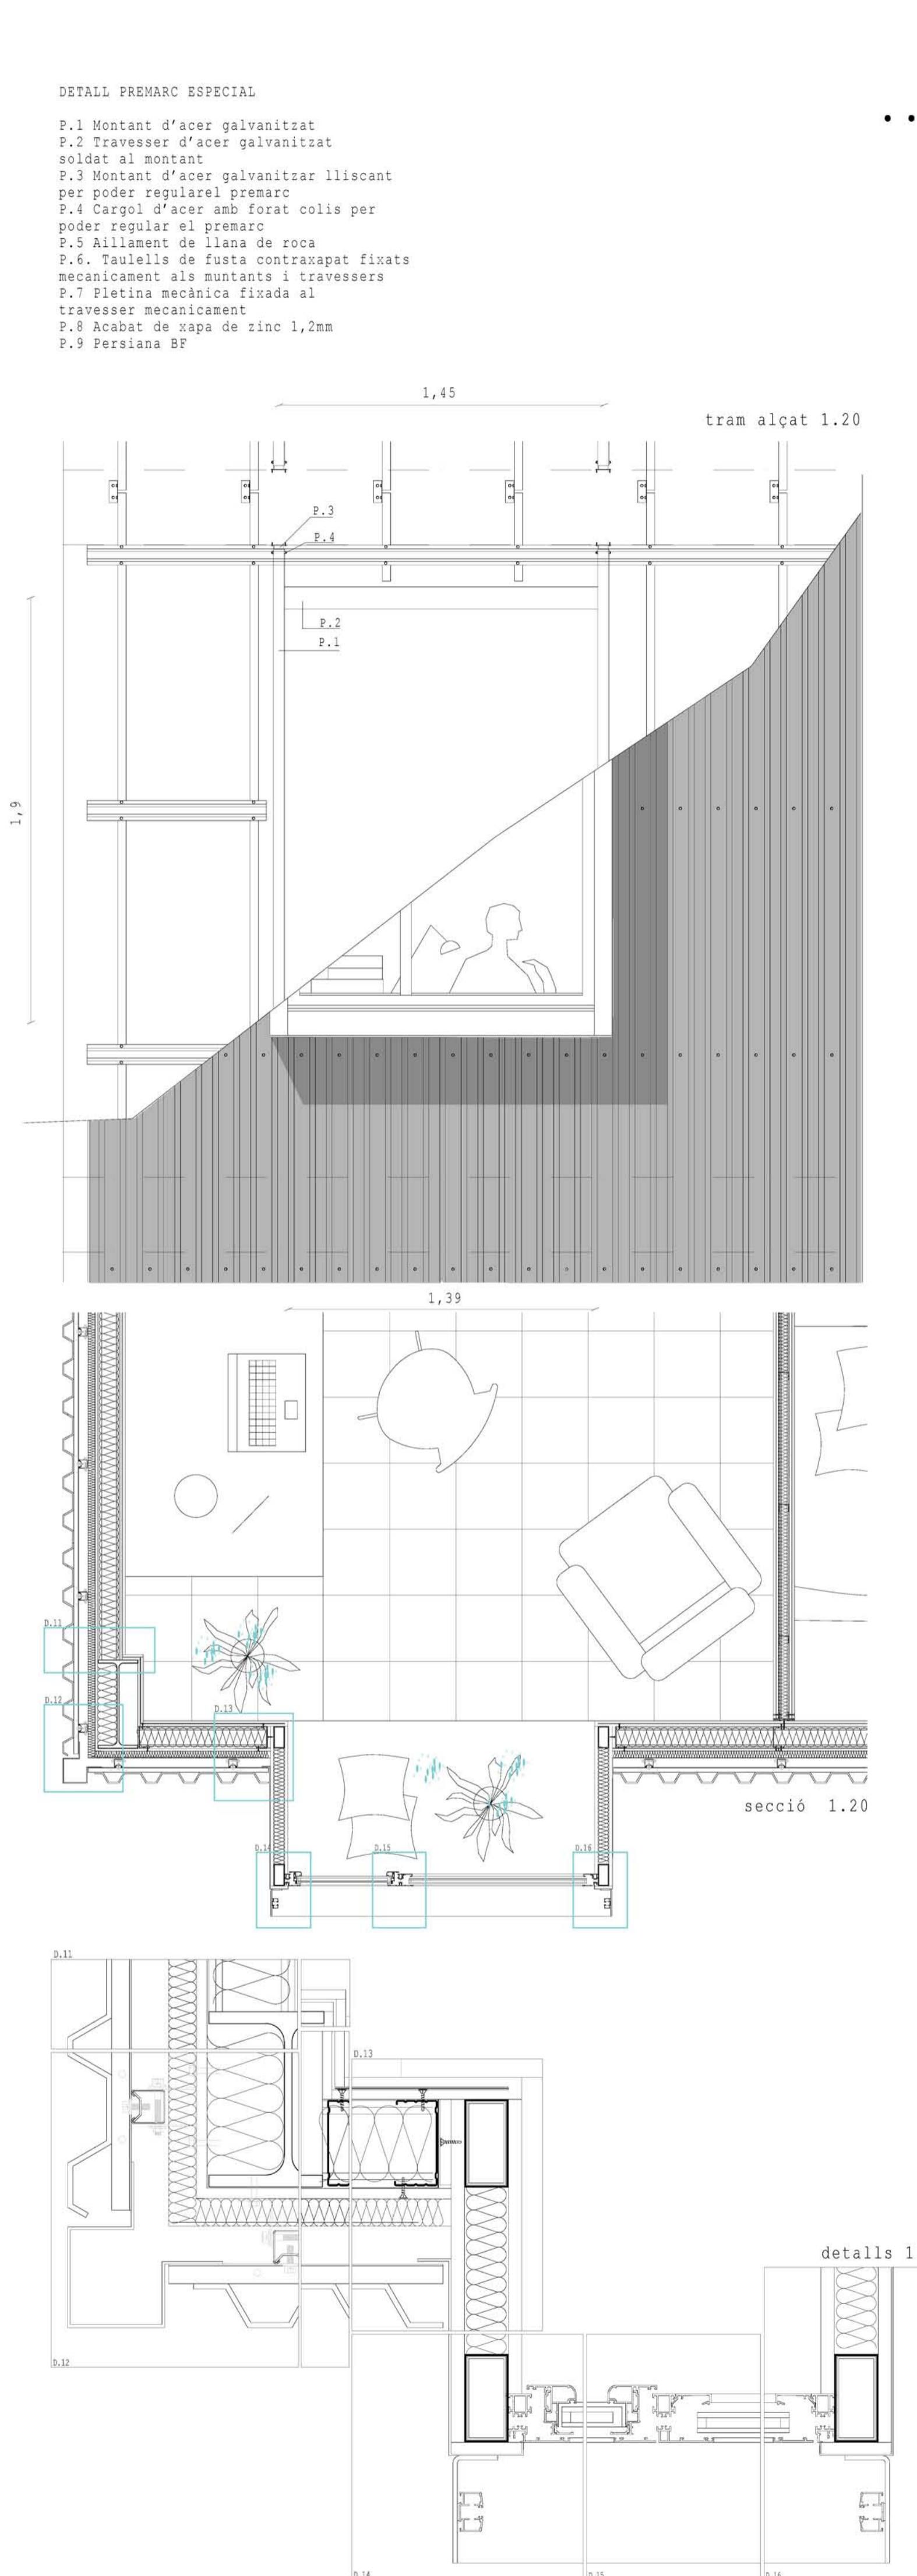 DETALL PREMARC ESPECIAL
P.1 Montant d'acer galvanitzat
P.2 Travesser d'acer galvanitzat
soldat al montant
P.3 Montant d'acer galvanitzar lliscant
per poder regularel premarc
P.4 Cargol d'acer amb forat colis per
poder regular el premarc
P.5 Aillament de llana de roca
P.6. Taulells de fusta contraxapat fixats
mecanicament als muntants i travessers
P.7 Pletina mecànica fixada al
travesser mecanicament
P.8 Acabat de xapa de zinc 1,2mm
P.9 Persiana BF
1,45
tram alçat 1.20
P.3
P.4
P.2
P.1
1,9
1,39
D.11
D.12
D.13
secció 1.20
D.14
D.15
D.16
D.11
D.13
detalls 1
D.12
D.14
D.15
D.16